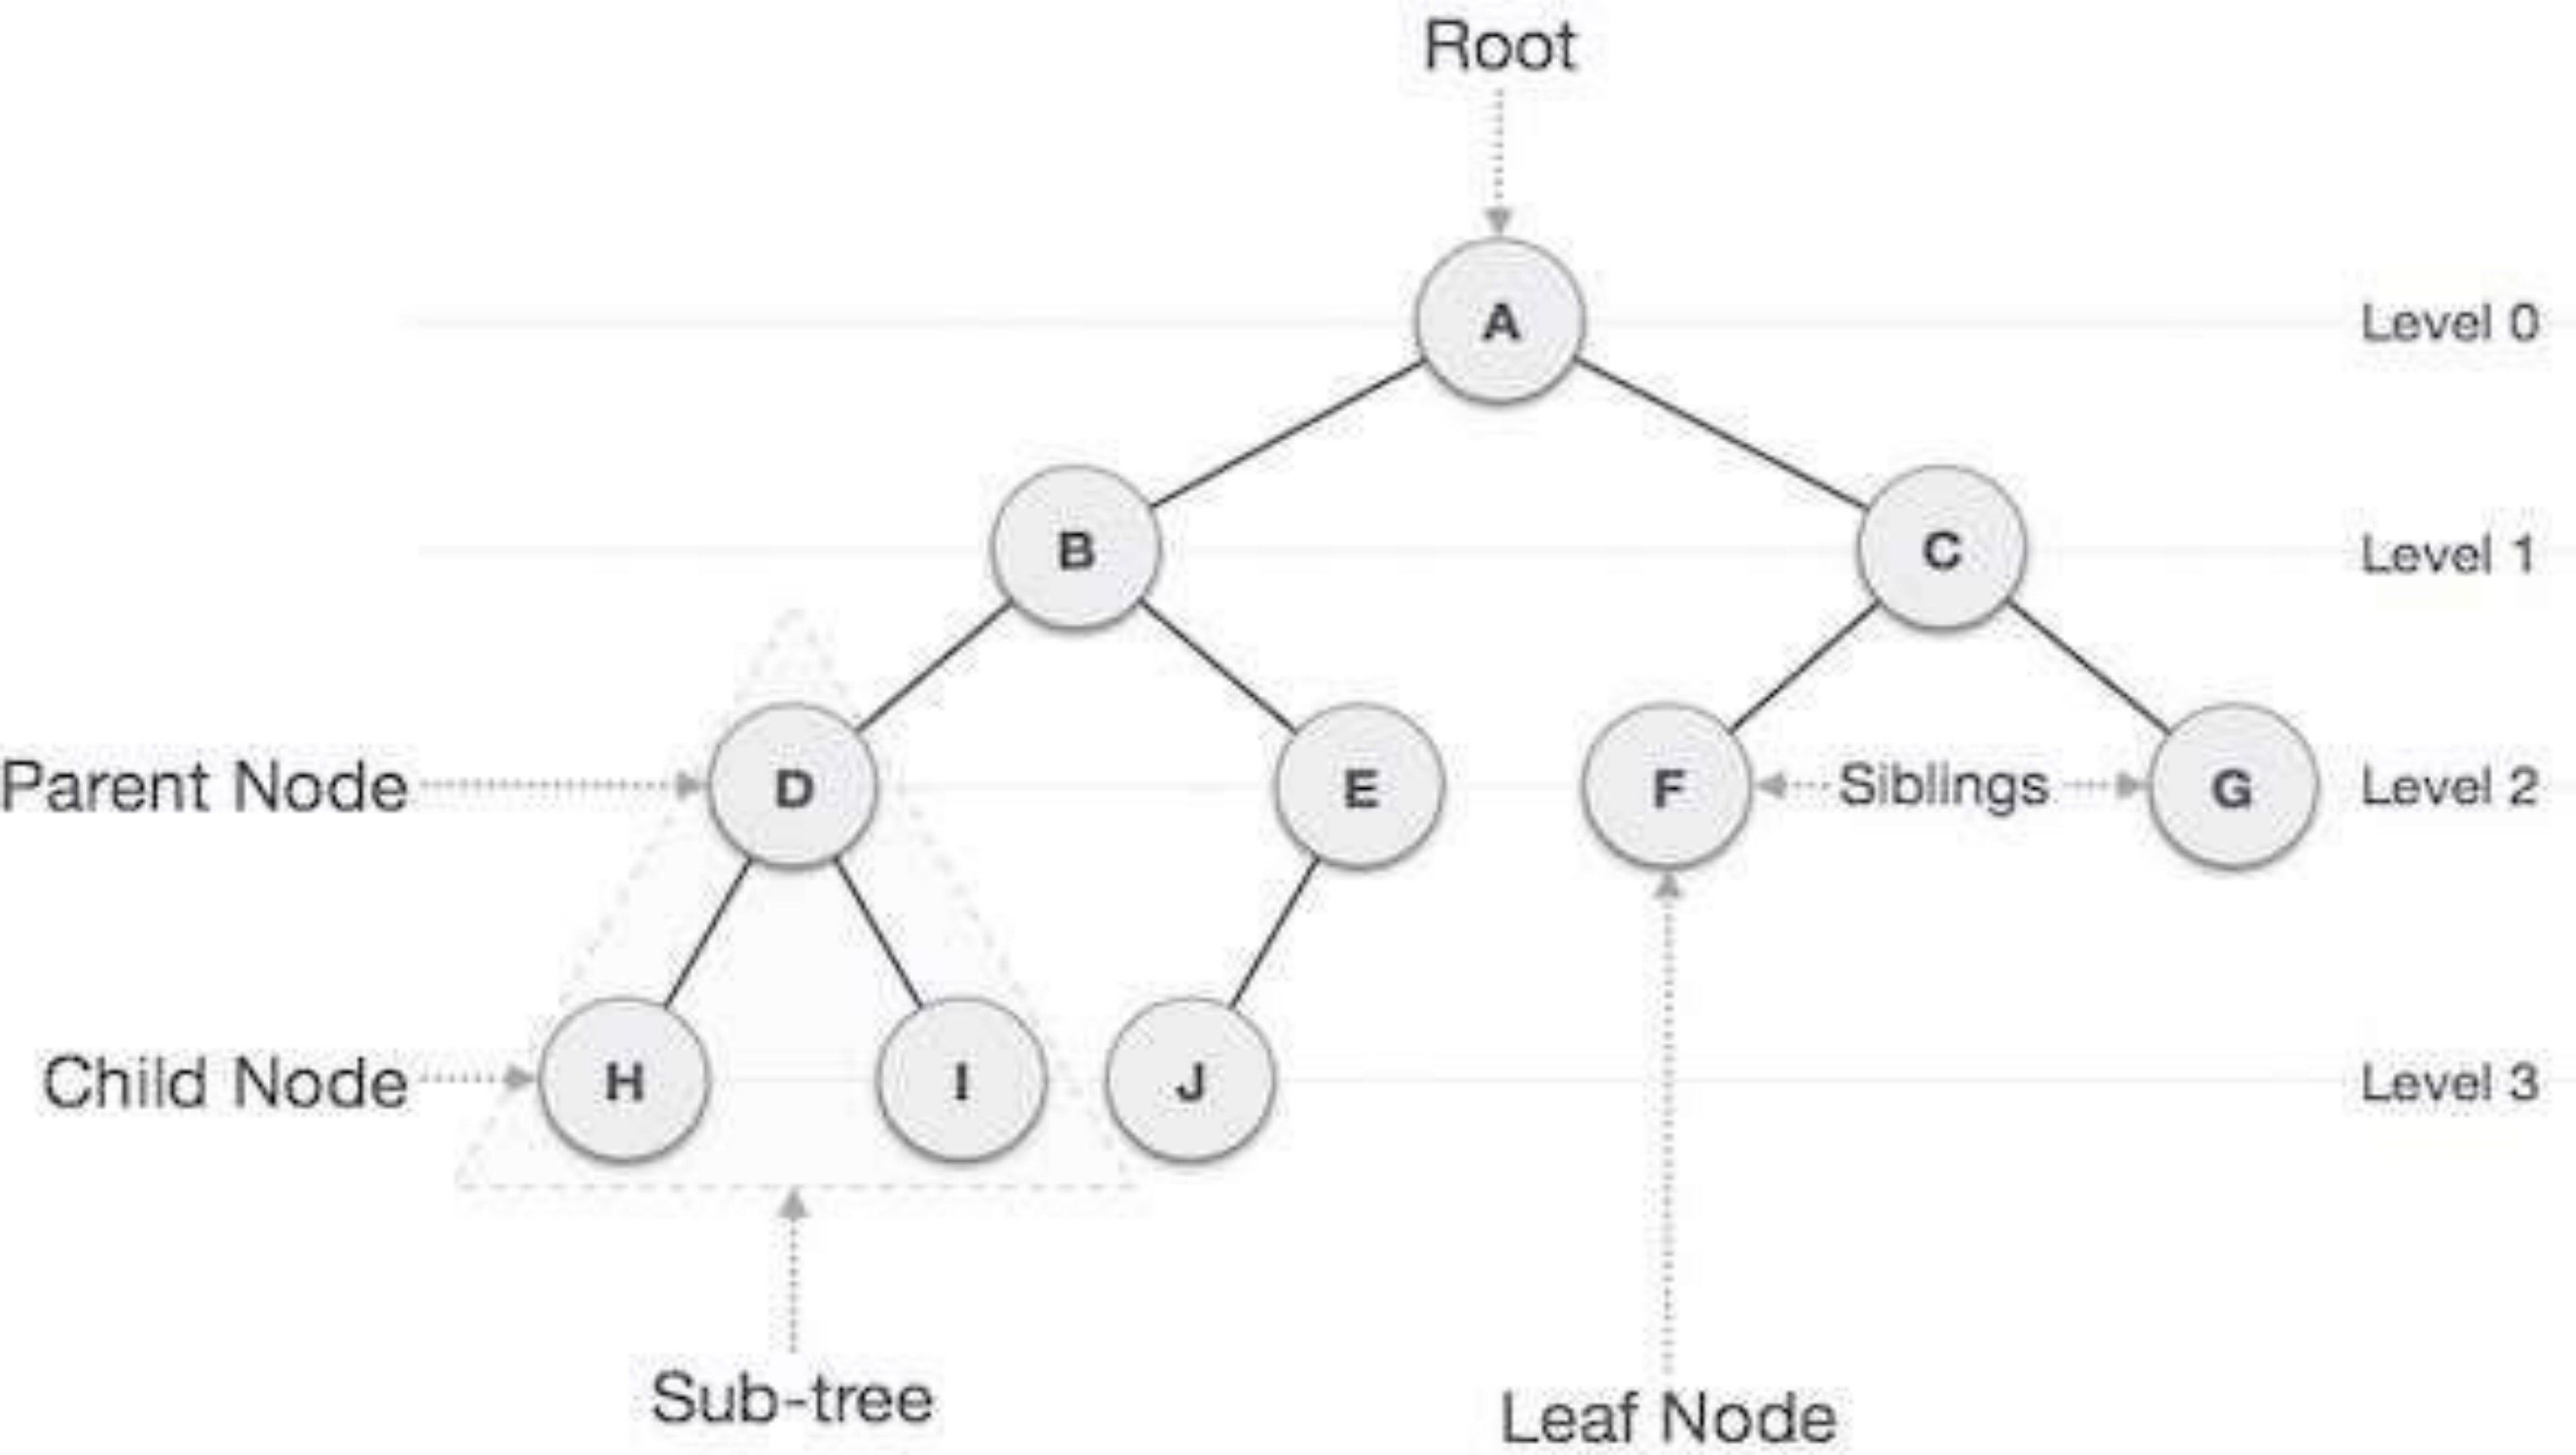 Root
A
Level 0
B
C
Level 1
Parent Node
D
E
F
Siblings
G
Level 2
Child Node
H
I
J
Level 3
Sub-tree
Leaf Node